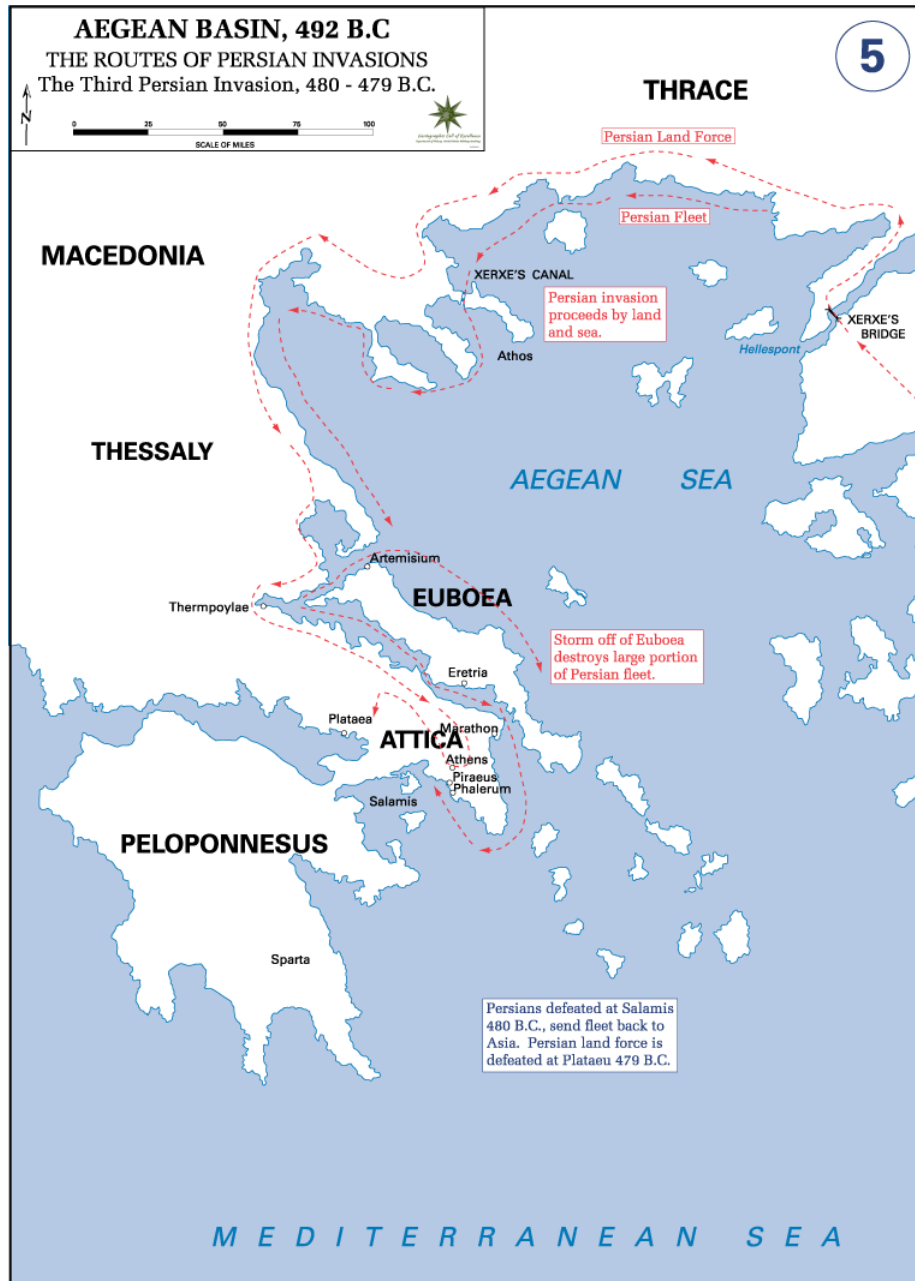 AEGEAN BASIN, 492 B.C
THE ROUTES OF PERSIAN INVASIONS
The Third Persian Invasion, 480 - 479 B.C.
N
0 25 50 75 100
SCALE OF MILES
5
THRACE
Persian Land Force
Persian Fleet
MACEDONIA
XERXE'S CANAL
Persian invasion
proceeds by land
and sea.
XERXE'S
BRIDGE
Hellespont
Athos
THESSALY
AEGEAN SEA
Artemisium
EUBOEA
Thermpoylae
Storm off of Euboea
destroys large portion
of Persian fleet.
Eretria
Plataea
Marathon
ATTICA
Athens
Piraeus
Phalerum
Salamis
PELOPONNESUS
Sparta
Persians defeated at Salamis
480 B.C., send fleet back to
Asia. Persian land force is
defeated at Plataeu 479 B.C.
MEDITERRANEAN SEA